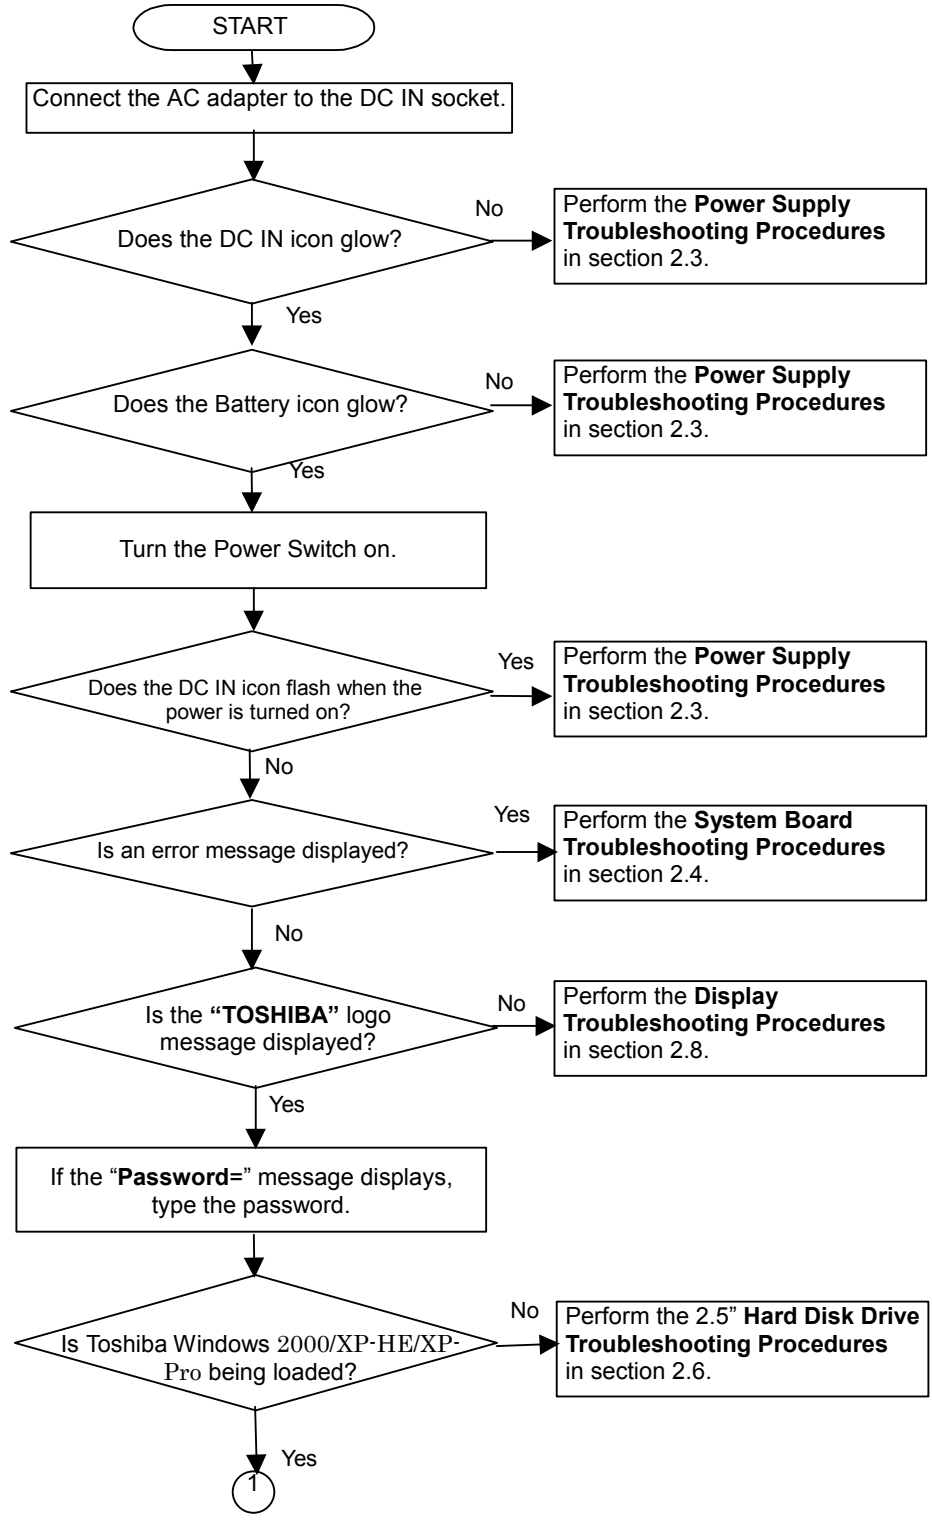 START
Connect the AC adapter to the DC IN socket.
Does the DC IN icon glow?
No
Perform the Power Supply
Troubleshooting Procedures
in section 2.3.
Yes
Does the Battery icon glow?
No
Perform the Power Supply
Troubleshooting Procedures
in section 2.3.
Yes
Turn the Power Switch on.
Does the DC IN icon flash when the
power is turned on?
Yes
Perform the Power Supply
Troubleshooting Procedures
in section 2.3.
No
Is an error message displayed?
Yes
Perform the System Board
Troubleshooting Procedures
in section 2.4.
No
Is the “TOSHIBA” logo
message displayed?
No
Perform the Display
Troubleshooting Procedures
in section 2.8.
Yes
If the “Password=” message displays,
type the password.
Is Toshiba Windows 2000/XP-HE/XP-
Pro being loaded?
No
Perform the 2.5” Hard Disk Drive
Troubleshooting Procedures
in section 2.6.
Yes
1